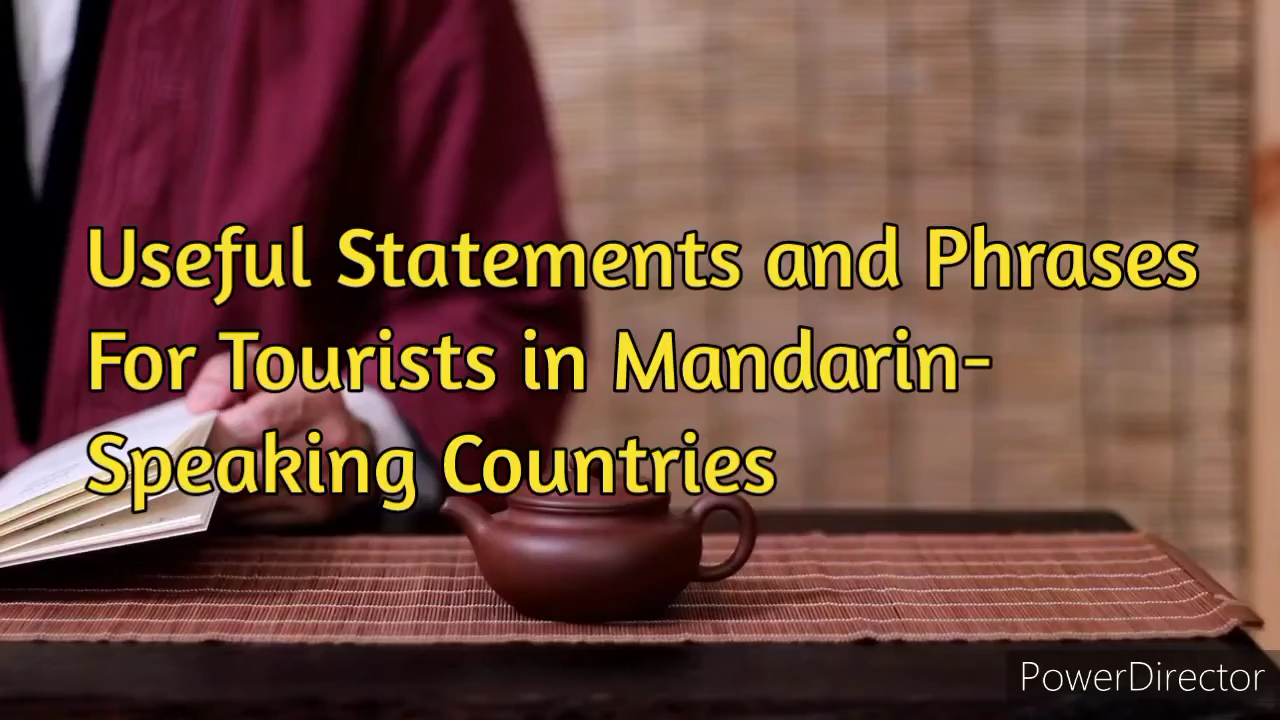 Useful Statements and Phrases
For Tourists in Mandarin-
Speaking Countries
PowerDirector